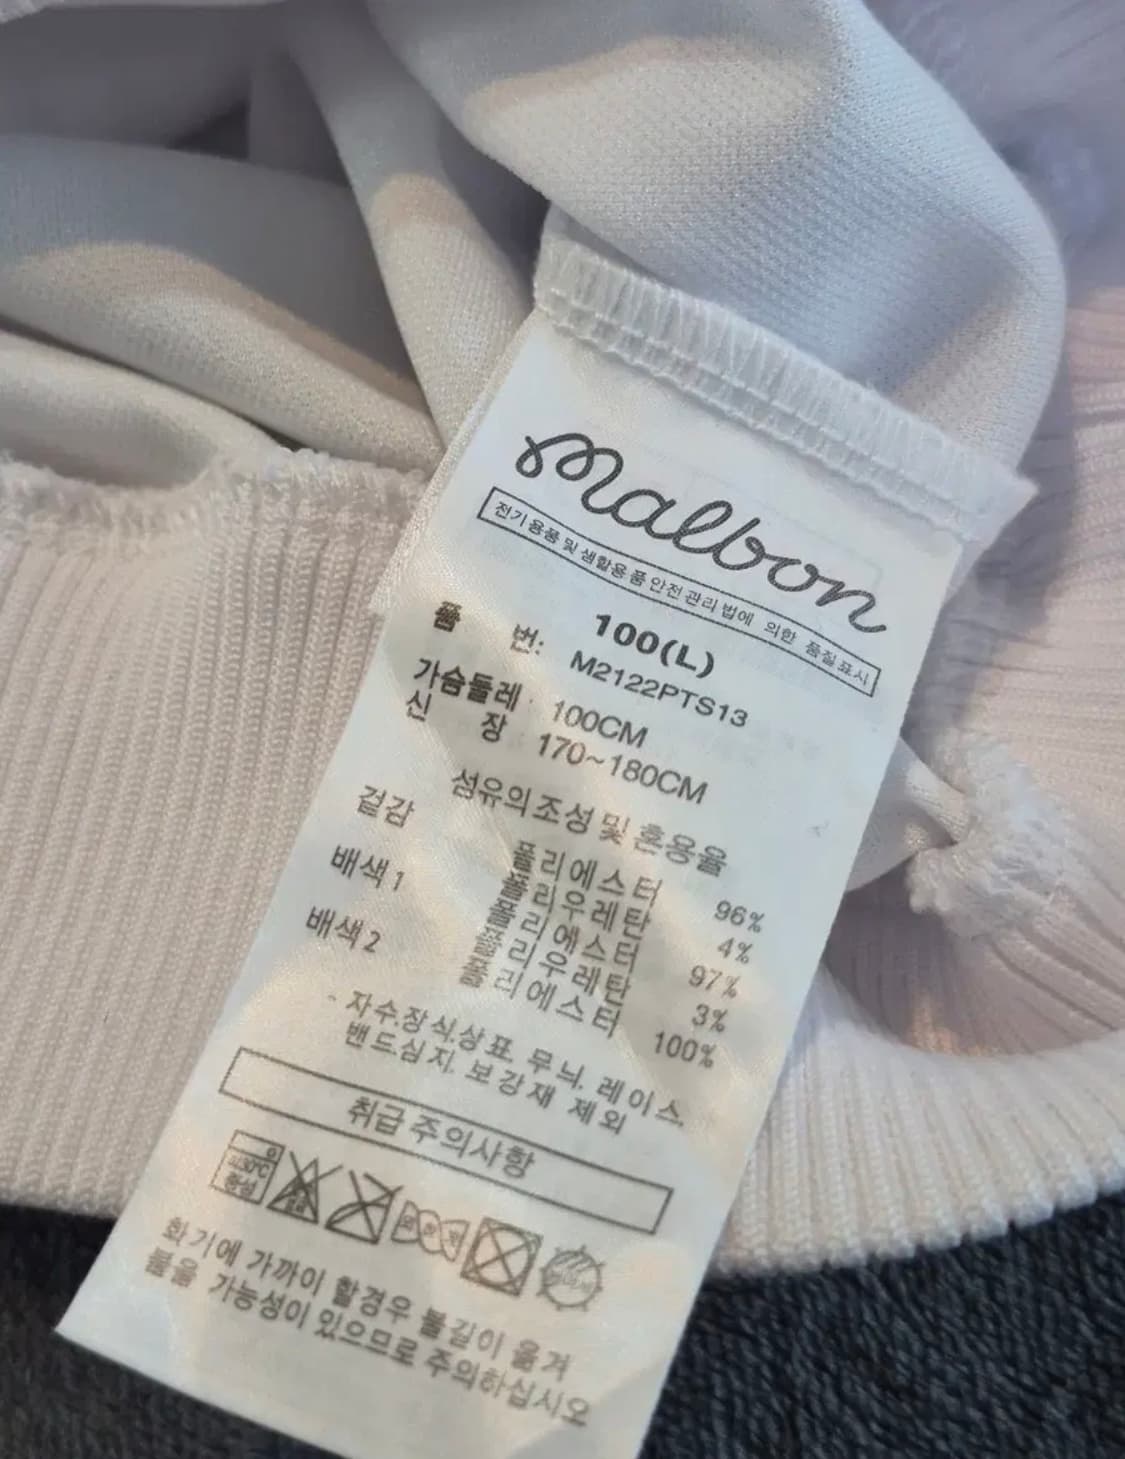 malbon
전기용품 및 생활용품 안전관리법에 의한 품질표시
100(L)
품 번: M2122PTS13
가슴둘레 100CM
신 장 170~180CM
섬유의 조성 및 혼용율
겉감 폴리에스터 96%
폴리우레탄 4%
배색 1 폴리에스터 97%
폴리우레탄 3%
배색 2 폴리에스터 100%
- 자수.장식.상표. 무늬. 레이스.
밴드.심지. 보강재 제외
취급 주의사항
약30℃
중성
화기에 가까이 할경우 불길이 옮겨
붙을 가능성이 있으므로 주의하십시오